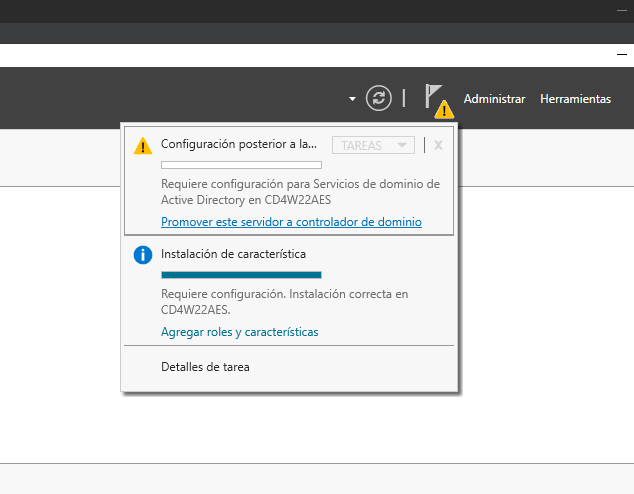 Administrar Herramientas
Configuración posterior a la... TAREAS X
Requiere configuración para Servicios de dominio de
Active Directory en CD4W22AES
Promover este servidor a controlador de dominio
Instalación de característica
Requiere configuración. Instalación correcta en
CD4W22AES.
Agregar roles y características
Detalles de tarea